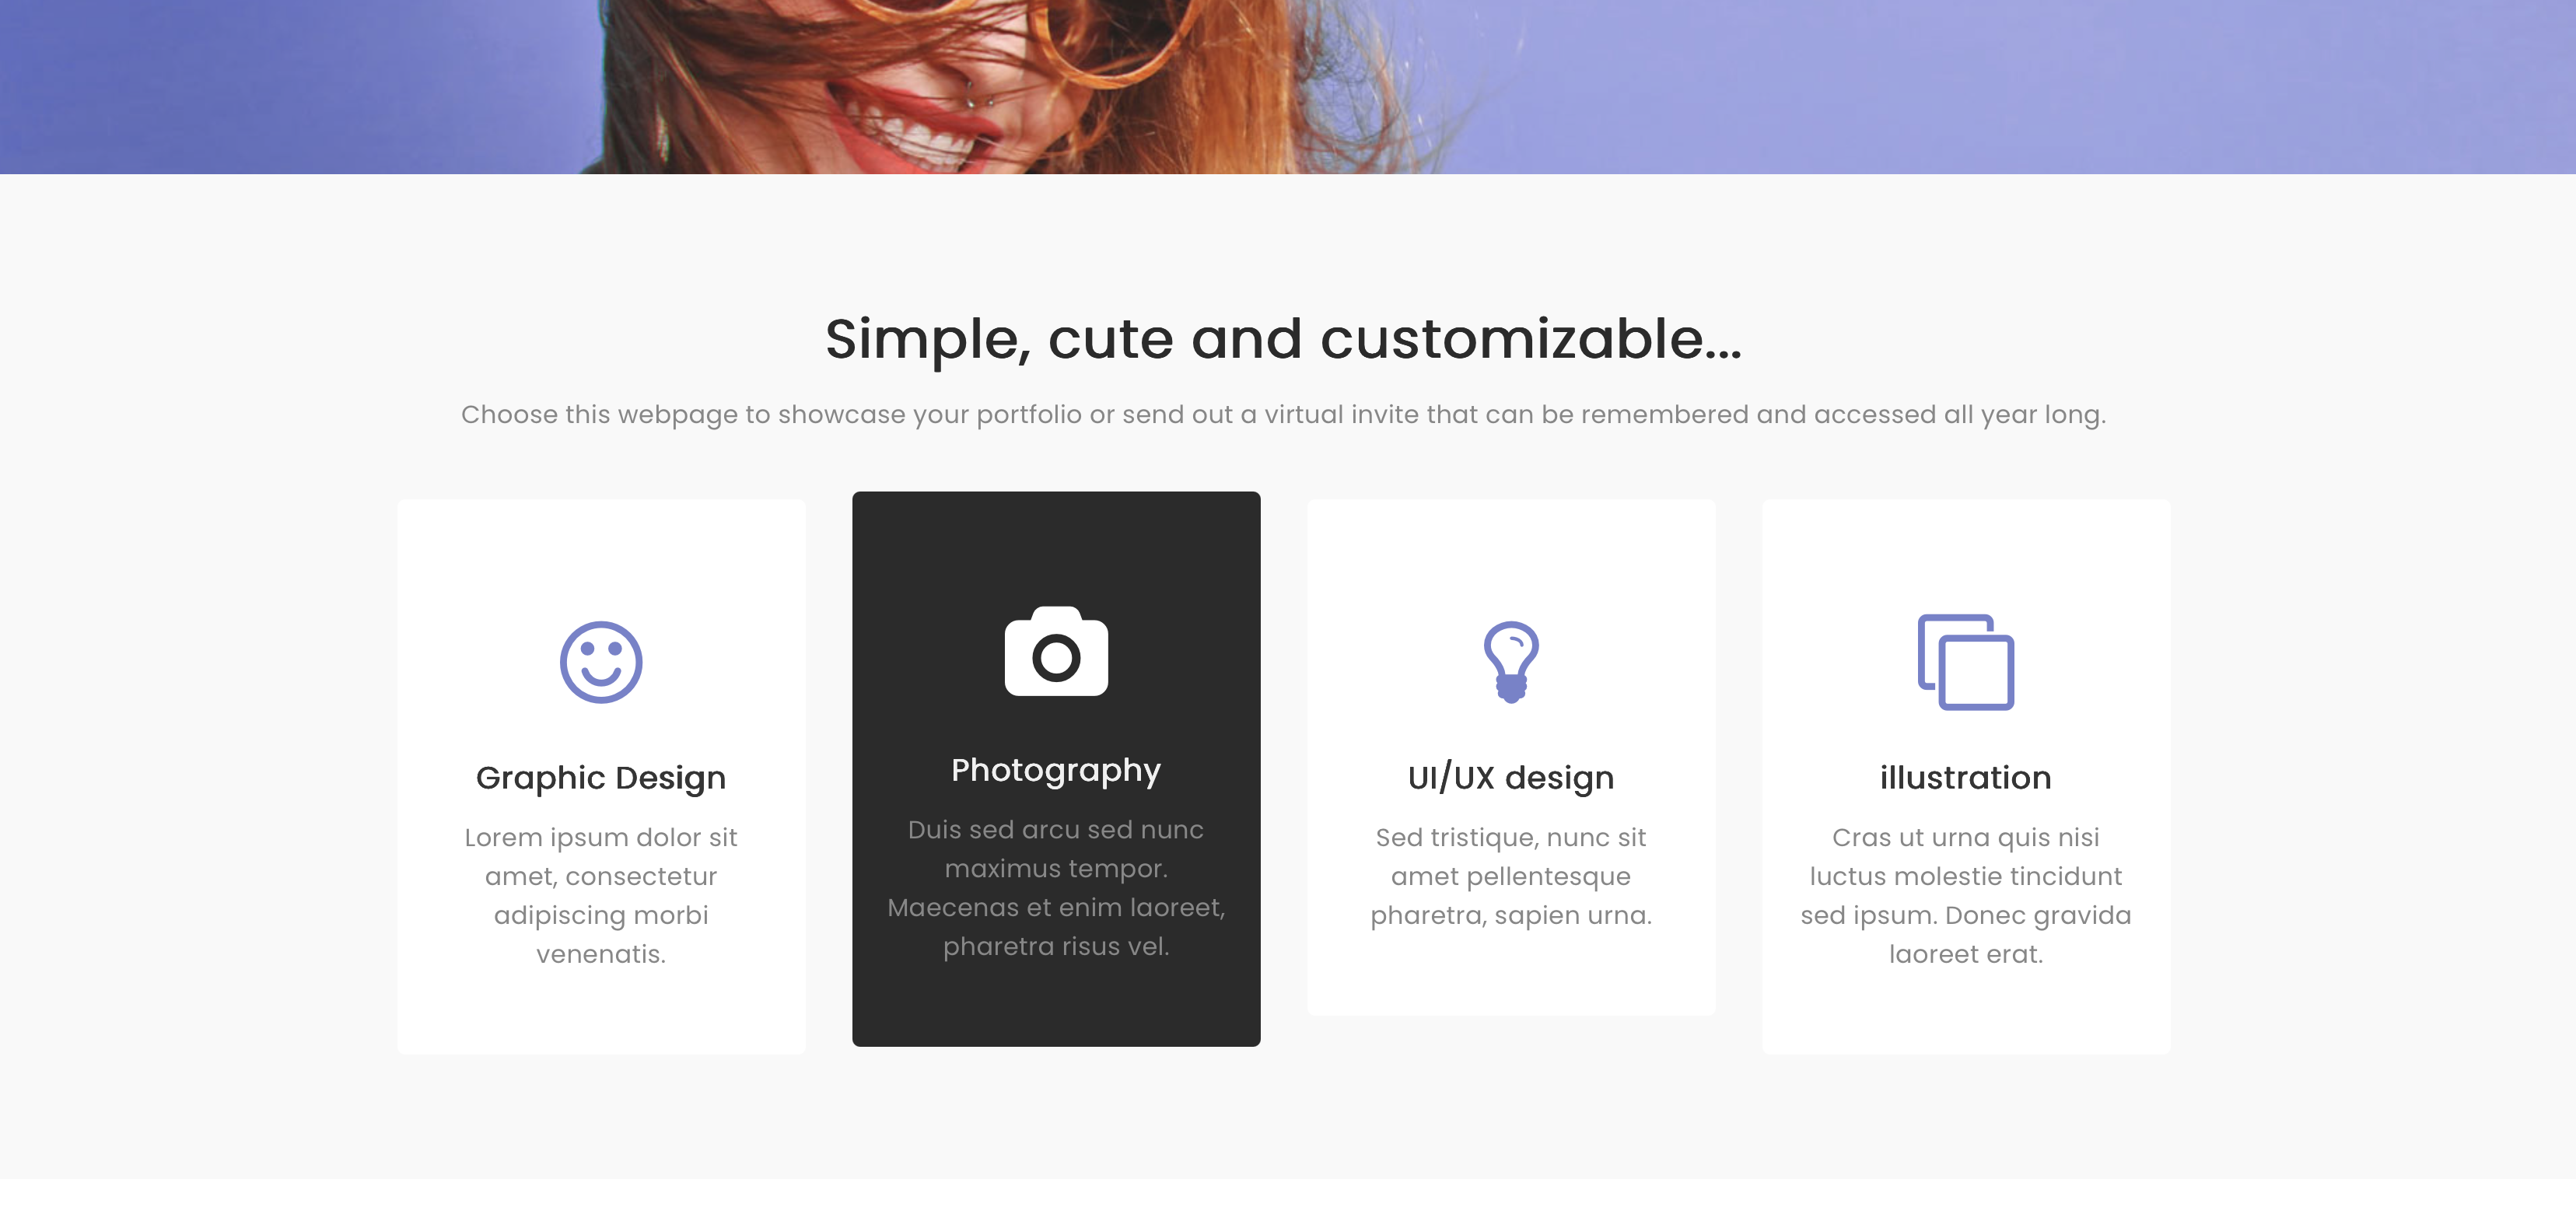 Simple, cute and customizable...
Choose this webpage to showcase your portfolio or send out a virtual invite that can be remembered and accessed all year long.
Graphic Design
Lorem ipsum dolor sit
amet, consectetur
adipiscing morbi
venenatis.
Photography
Duis sed arcu sed nunc
maximus tempor.
Maecenas et enim laoreet,
pharetra risus vel.
UI/UX design
Sed tristique, nunc sit
amet pellentesque
pharetra, sapien urna.
illustration
Cras ut urna quis nisi
luctus molestie tincidunt
sed ipsum. Donec gravida
laoreet erat.